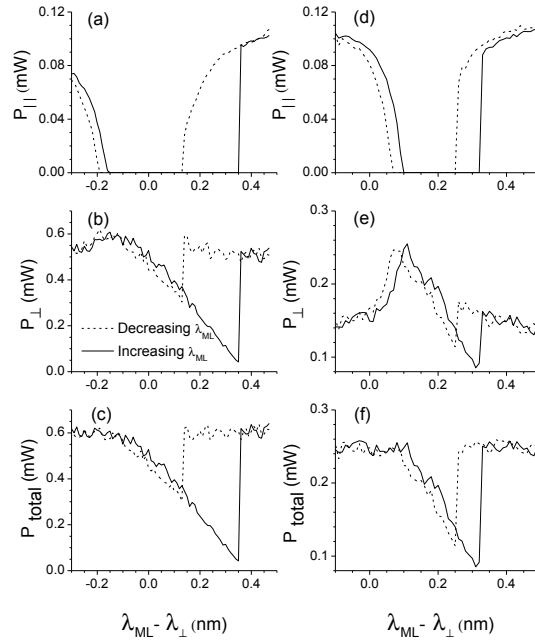 (a)
P|| (mW)
0.12
0.08
0.04
0.00
-0.2 0.0 0.2 0.4
(d)
P|| (mW)
0.12
0.08
0.04
0.00
0.0 0.2 0.4
(b)
P⊥ (mW)
0.6
0.4
0.2
0.0
Decreasing λML
Increasing λML
-0.2 0.0 0.2 0.4
(e)
P⊥ (mW)
0.3
0.2
0.1
0.0 0.2 0.4
(c)
P total (mW)
0.6
0.4
0.2
0.0
-0.2 0.0 0.2 0.4
λML- λ⊥ (nm)
(f)
P total (mW)
0.3
0.2
0.1
0.0 0.2 0.4
λML- λ⊥ (nm)